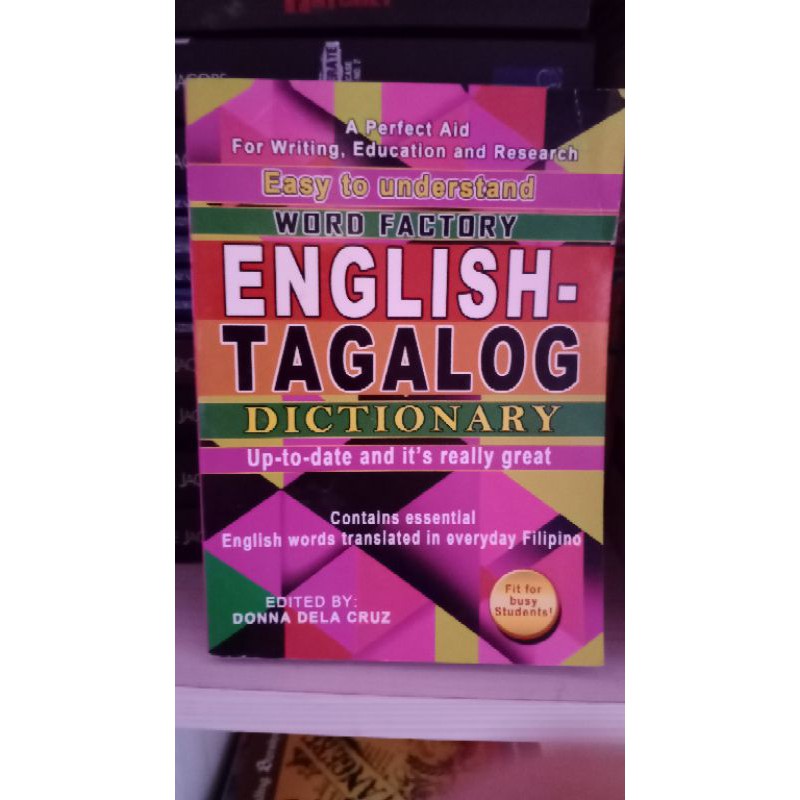 A Perfect Aid
For Writing, Education and Research
Easy to understand
WORD FACTORY
ENGLISH-
TAGALOG
DICTIONARY
Up-to-date and it's really great
Contains essential
English words translated in everyday Filipino
EDITED BY:
DONNA DELA CRUZ
Fit for
busy
Students!